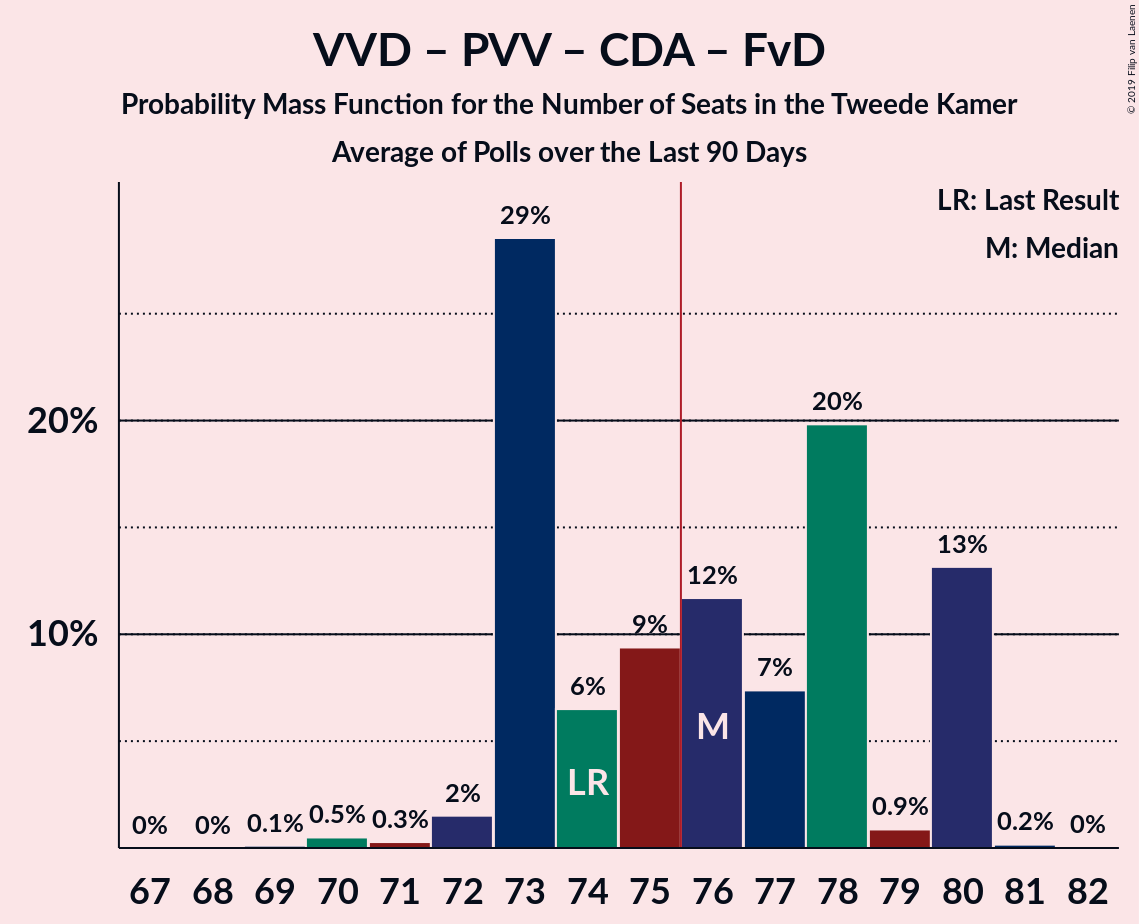 VVD – PVV – CDA – FvD
Probability Mass Function for the Number of Seats in the Tweede Kamer
Average of Polls over the Last 90 Days
© 2019 Filip van Laenen
LR: Last Result
M: Median
20%
10%
0%
0%
0.1%
0.5%
0.3%
2%
29%
6%
9%
12%
7%
20%
0.9%
13%
0.2%
0%
LR
M
67 68 69 70 71 72 73 74 75 76 77 78 79 80 81 82